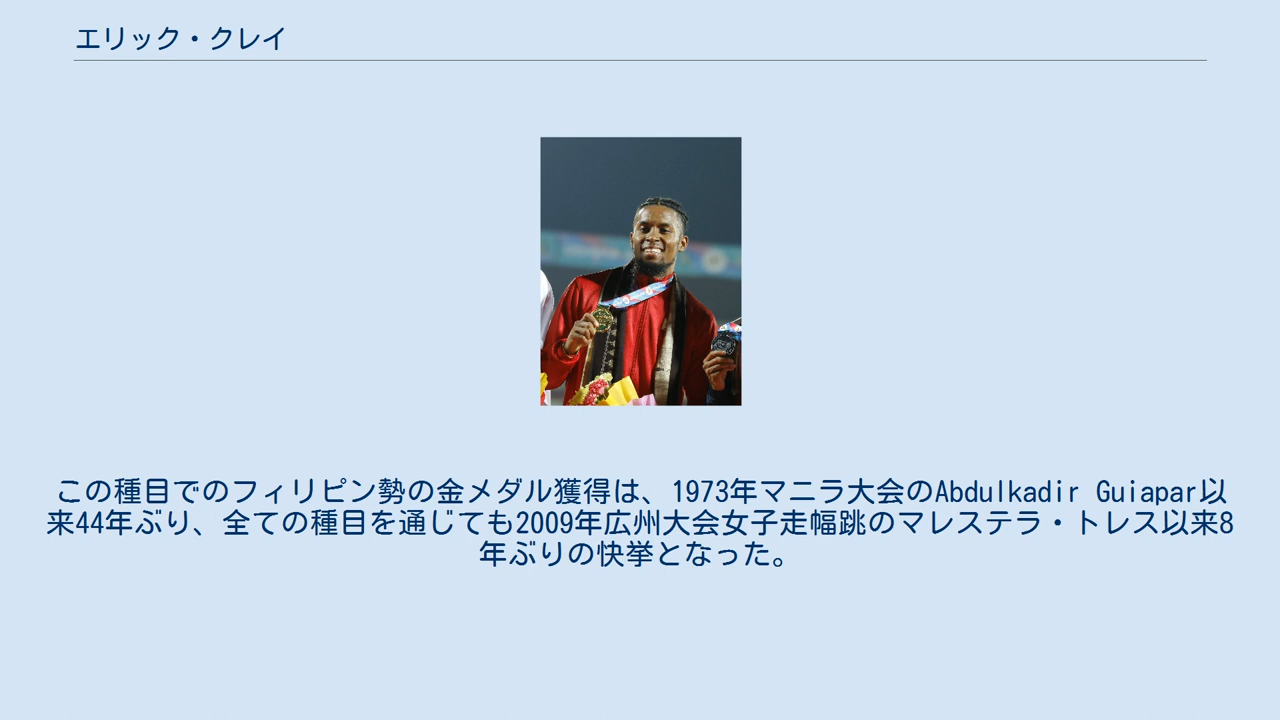 エリック・クレイ
この種目でのフィリピン勢の金メダル獲得は、1973年マニラ大会のAbdulkadir Guiapar以
来44年ぶり、全ての種目を通じても2009年広州大会女子走幅跳のマレステラ・トレス以来8
年ぶりの快挙となった。